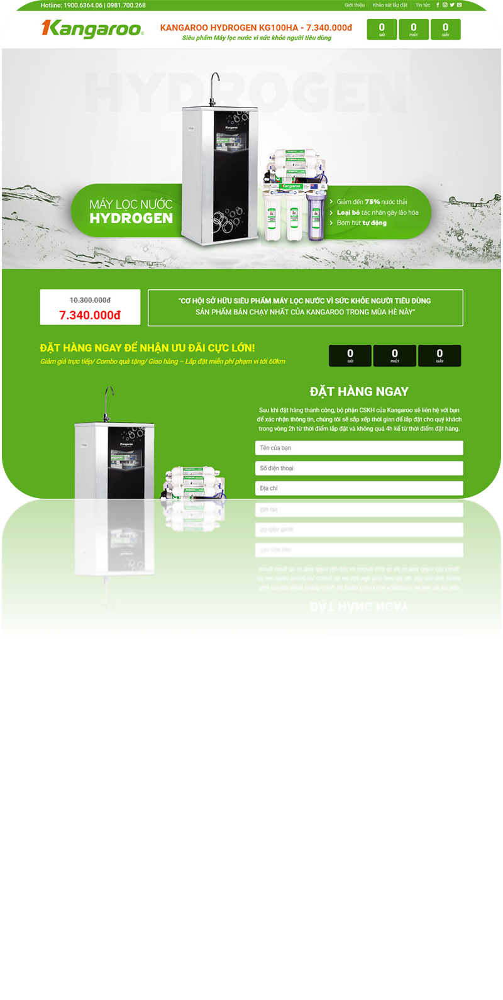 Hotline: 1900.6364.06 | 0981.700.268
Giới thiệu
Khảo sát lắp đặt
Tin tức
Kangaroo®
KANGAROO HYDROGEN KG100HA - 7.340.000đ
Siêu phẩm Máy lọc nước vì sức khỏe người tiêu dùng
0 0 0
GIỜ PHÚT GIÂY
HYDROGEN
Kangaroo
Kangaroo
Kangaroo
MÁY LỌC NƯỚC
HYDROGEN
Giảm đến 75% nước thải
Loại bỏ tác nhân gây lão hóa
Bơm hút tự động
10.300.000đ
7.340.000đ
"CƠ HỘI SỞ HỮU SIÊU PHẨM MÁY LỌC NƯỚC VÌ SỨC KHỎE NGƯỜI TIÊU DÙNG
SẢN PHẨM BÁN CHẠY NHẤT CỦA KANGAROO TRONG MÙA HÈ NÀY"
ĐẶT HÀNG NGAY ĐỂ NHẬN ƯU ĐÃI CỰC LỚN!
Giảm giá trực tiếp/ Combo quà tặng/ Giao hàng – Lắp đặt miễn phí phạm vi tới 60km
0 0 0
GIỜ PHÚT GIÂY
ĐẶT HÀNG NGAY
Sau khi đặt hàng thành công, bộ phận CSKH của Kangaroo sẽ liên hệ với bạn
để xác nhận thông tin, chúng tôi sẽ sắp xếp thời gian để lắp đặt cho quý khách
trong vòng 2h từ thời điểm lắp đặt và không quá 4h kể từ thời điểm đặt hàng.
Kangaroo
Tên của bạn
Số điện thoại
Địa chỉ